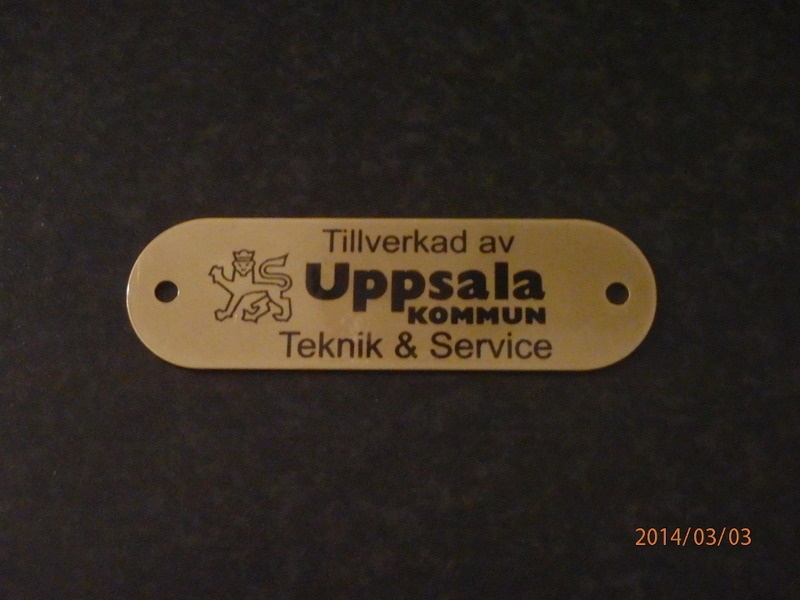 Tillverkad av
Uppsala
KOMMUN
Teknik & Service
2014/03/03